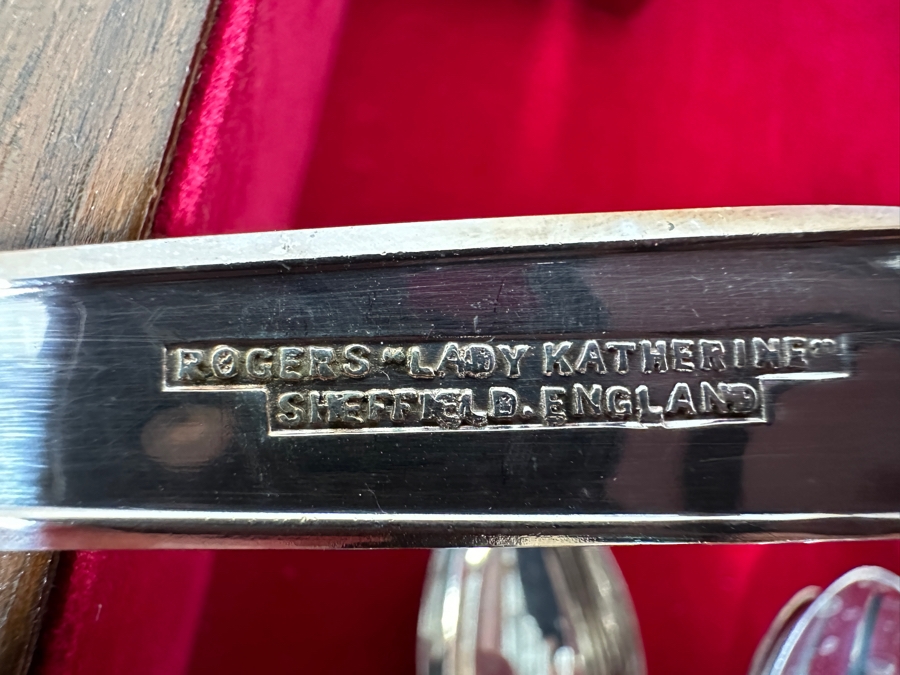 ROGERS "LADY KATHERINE"
SHEFFIELD. ENGLAND